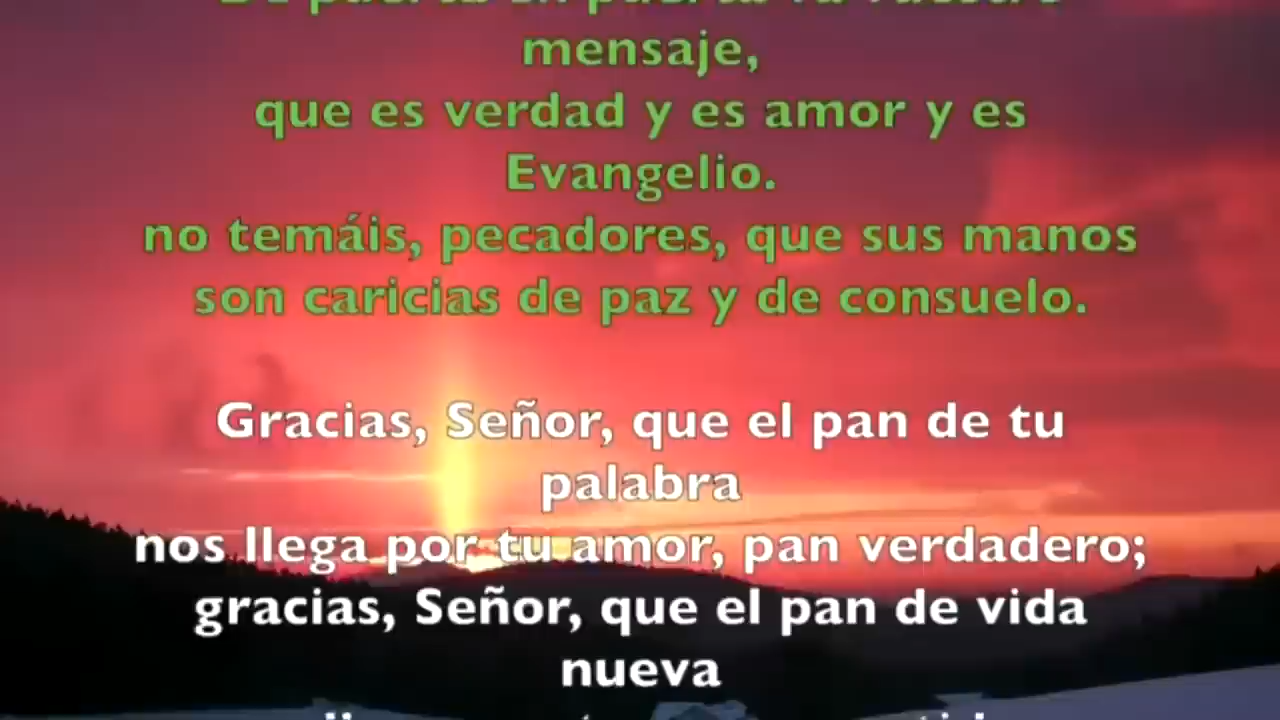 mensaje,
que es verdad y es amor y es
Evangelio.
no temáis, pecadores, que sus manos
son caricias de paz y de consuelo.
Gracias, Señor, que el pan de tu
palabra
nos llega por tu amor, pan verdadero;
gracias, Señor, que el pan de vida
nueva